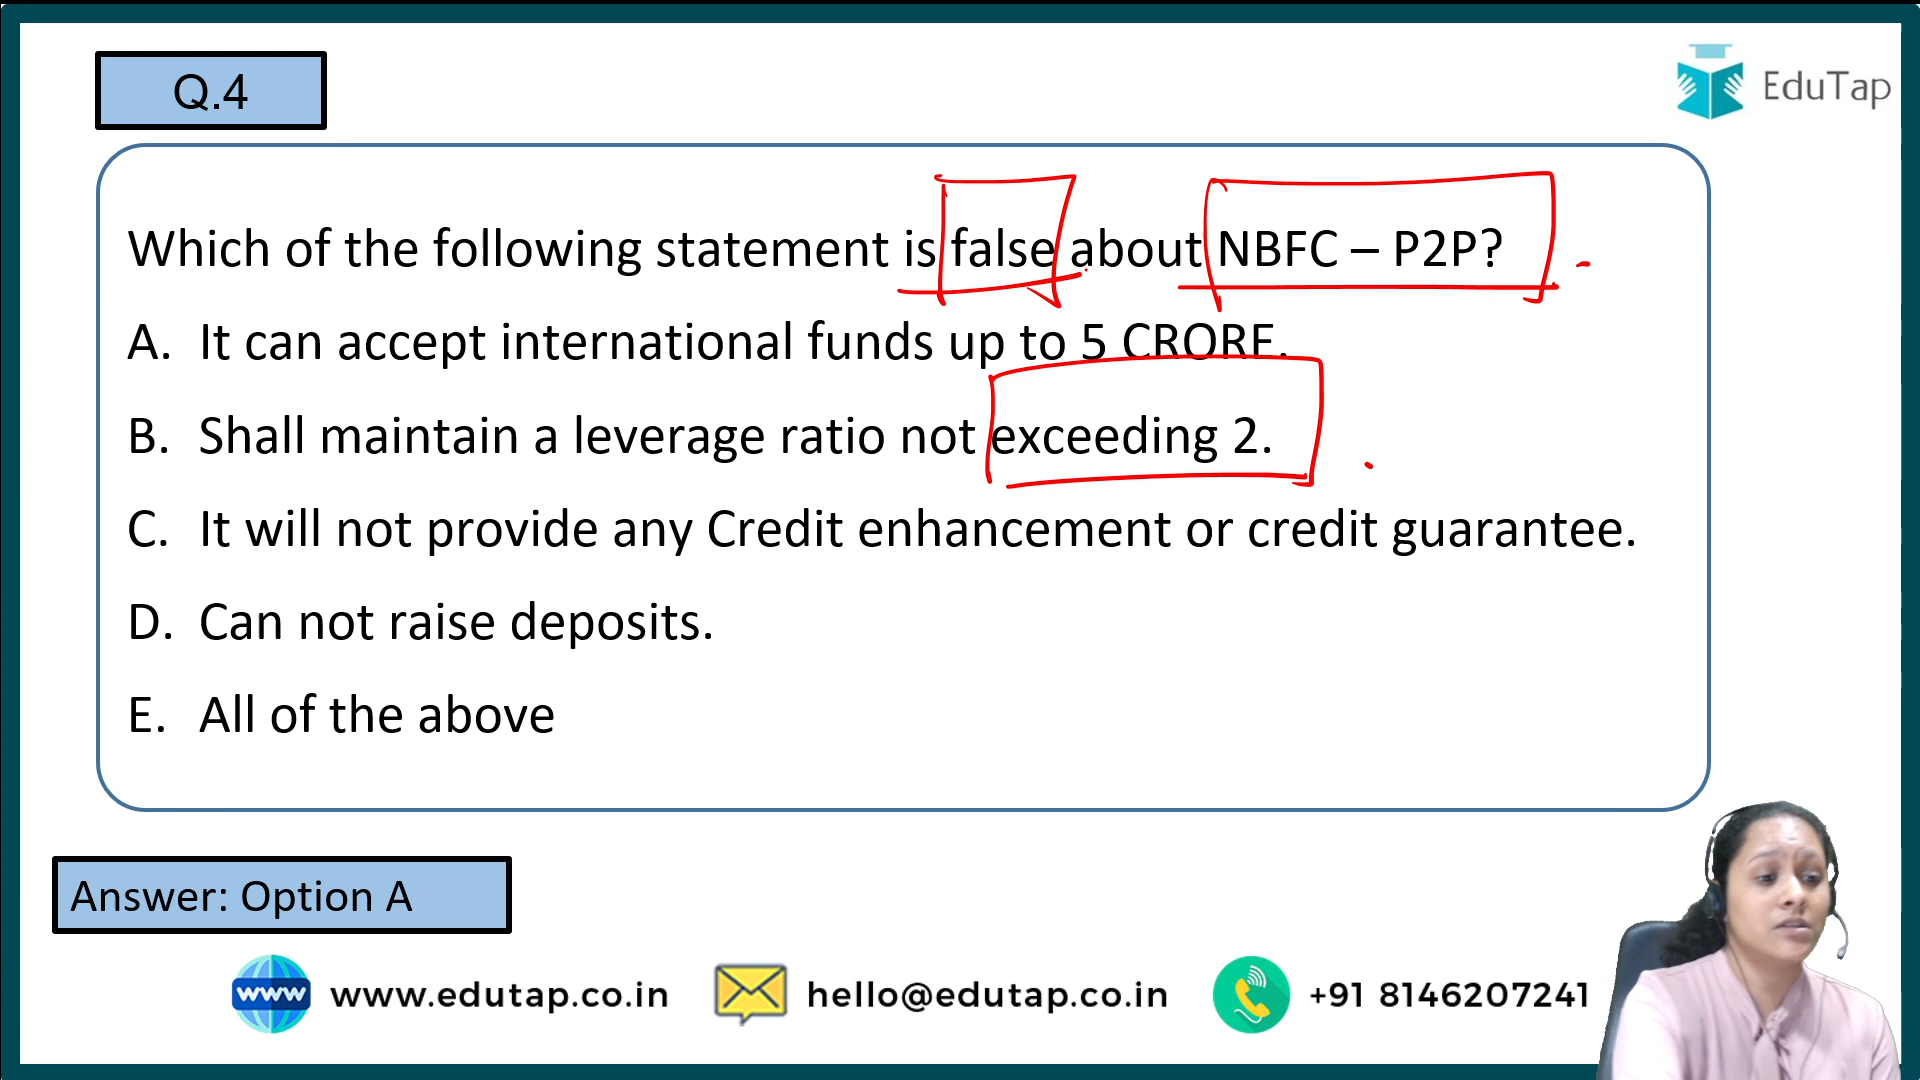 Q.4
EduTap
Which of the following statement is false about NBFC – P2P?
A. It can accept international funds up to 5 CRORE.
B. Shall maintain a leverage ratio not exceeding 2.
C. It will not provide any Credit enhancement or credit guarantee.
D. Can not raise deposits.
E. All of the above
Answer: Option A
www www.edutap.co.in hello@edutap.co.in +91 8146207241